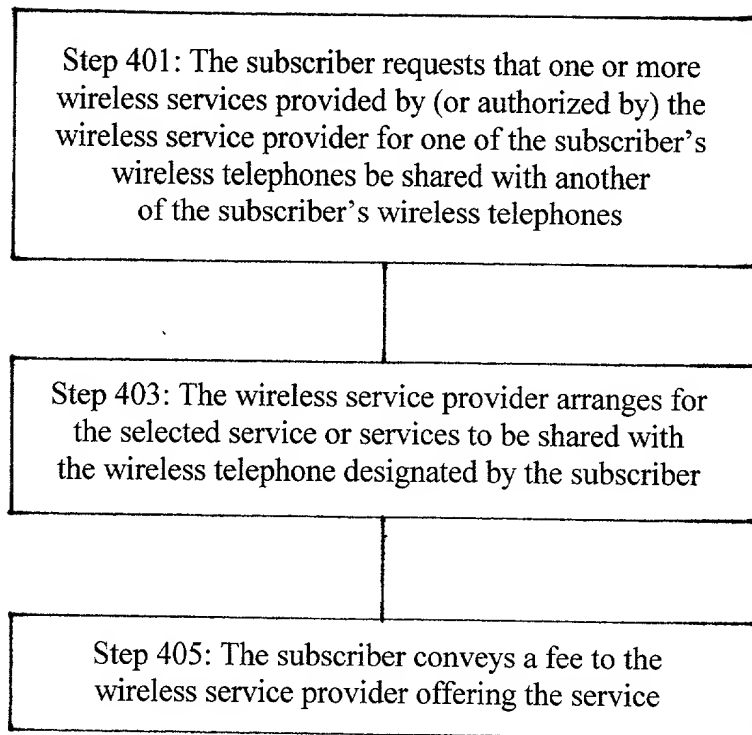 Step 401: The subscriber requests that one or more
wireless services provided by (or authorized by) the
wireless service provider for one of the subscriber's
wireless telephones be shared with another
of the subscriber's wireless telephones
Step 403: The wireless service provider arranges for
the selected service or services to be shared with
the wireless telephone designated by the subscriber
Step 405: The subscriber conveys a fee to the
wireless service provider offering the service